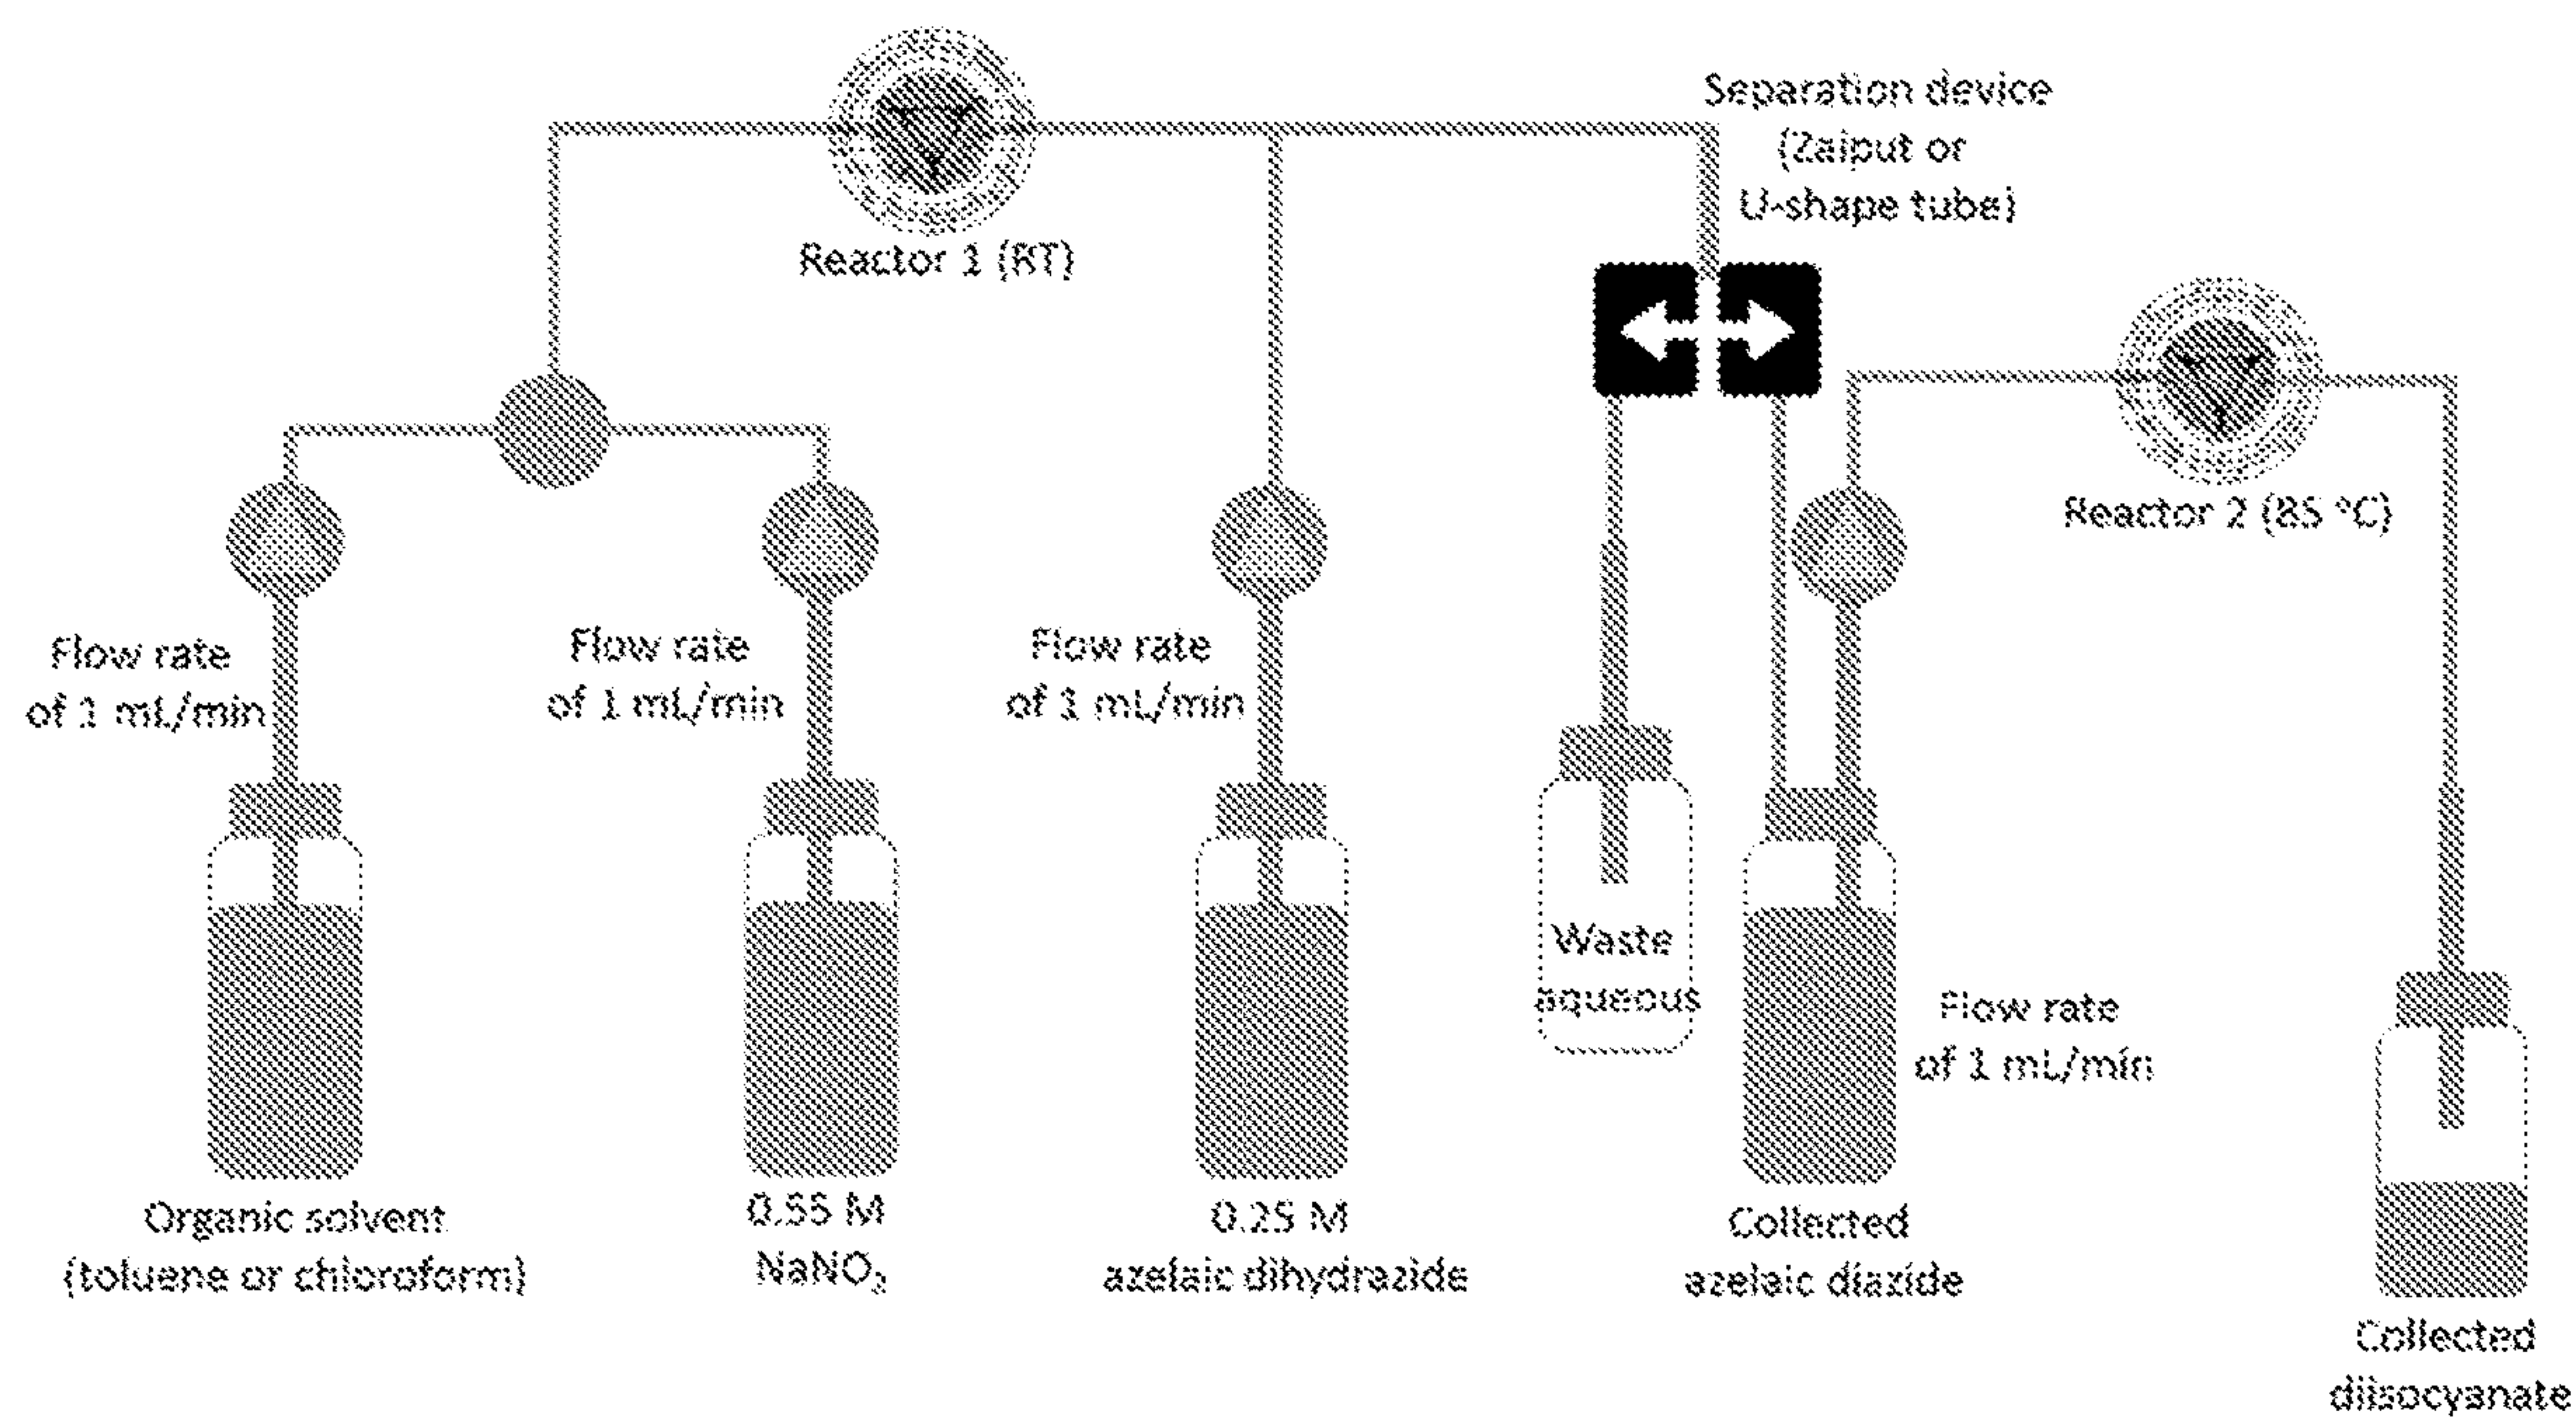 Separation device
(Zaiput or
U-shape tube)
Reactor 1 (RT)
Reactor 2 (85 °C)
Flow rate
of 1 mL/min
Flow rate
of 1 mL/min
Flow rate
of 1 mL/min
Waste
aqueous
Flow rate
of 1 mL/min
Organic solvent
(toluene or chloroform)
0.55 M
NaNO₂
0.25 M
azelaic dihydrazide
Collected
azelaic diazide
Collected
diisocyanate